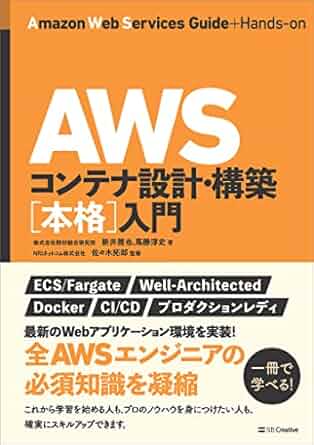 Amazon Web Services Guide+Hands-on
AWS
コンテナ設計・構築
[本格]入門
株式会社野村総合研究所 新井雅也、馬勝淳史 著
NRIネットコム株式会社 佐々木拓郎 監修
ECS/Fargate
Well-Architected
Docker
CI/CD
プロダクションレディ
最新のWebアプリケーション環境を実装!
全AWSエンジニアの
必須知識を凝縮
一冊で
学べる!
これから学習を始める人も、プロのノウハウを身につけたい人も、
確実にスキルアップできます。
SB Creative